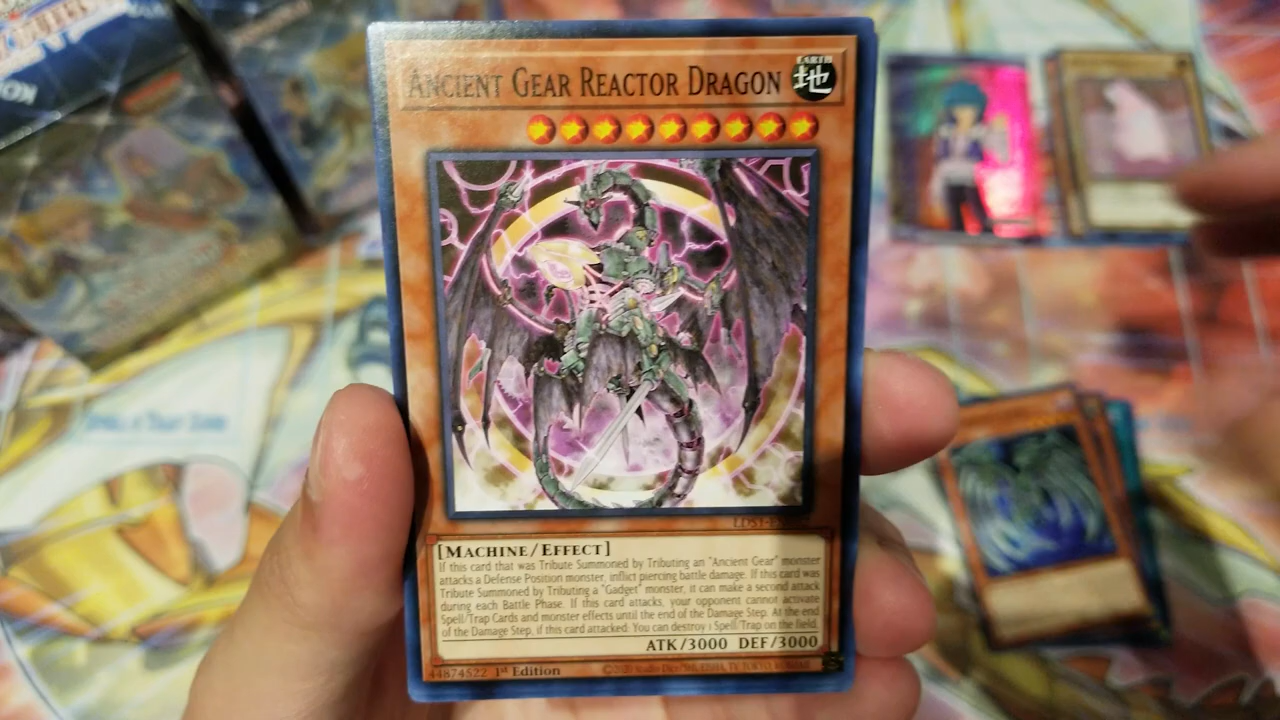 ANCIENT GEAR REACTOR DRAGON
EARTH
地
[MACHINE/EFFECT]
If this card that was Tribute Summoned by Tributing an "Ancient Gear" monster
attacks a Defense Position monster, inflict piercing battle damage. If this card was
Tribute Summoned by Tributing a "Gadget" monster, it can make a second attack
during each Battle Phase. If this card attacks, your opponent cannot activate
Spell/Trap Cards and monster effects until the end of the Damage Step. At the end
of the Damage Step, if this card attacked: You can destroy 1 Spell/Trap on the field.
ATK/3000 DEF/3000
44874522 1st Edition